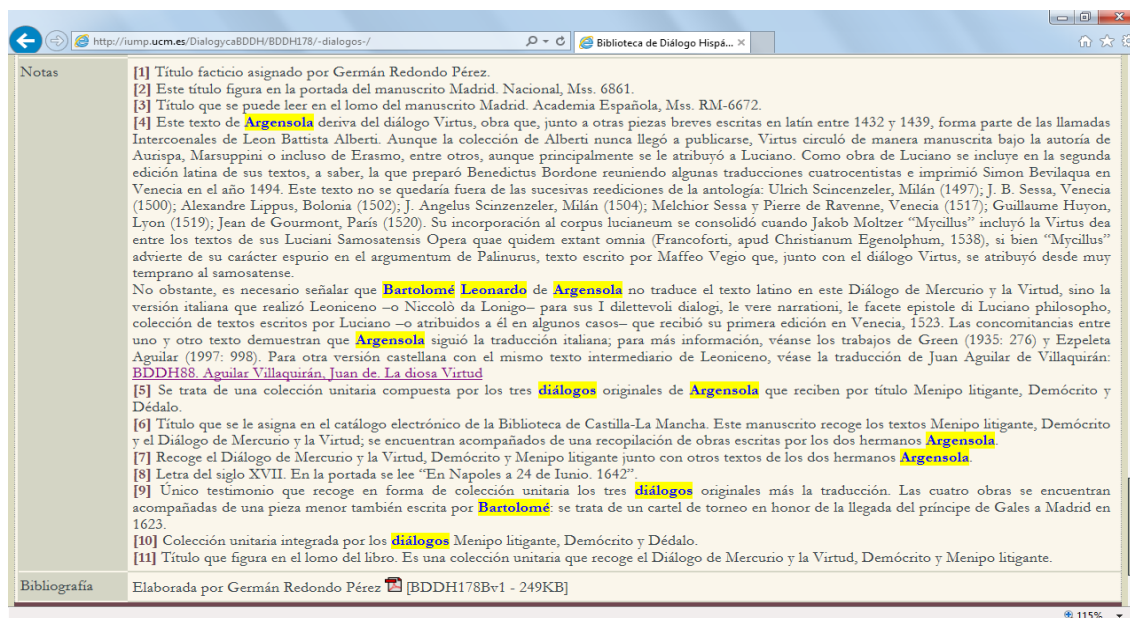 http://iump.ucm.es/DialogycaBDDH/BDDH178/-dialogos-/
Biblioteca de Diálogo Hispá...
Notas
[1] Título facticio asignado por Germán Redondo Pérez.
[2] Este título figura en la portada del manuscrito Madrid. Nacional, Mss. 6861.
[3] Título que se puede leer en el lomo del manuscrito Madrid. Academia Española, Mss. RM-6672.
[4] Este texto de Argensola deriva del diálogo Virtus, obra que, junto a otras piezas breves escritas en latín entre 1432 y 1439, forma parte de las llamadas
Intercoenales de Leon Battista Alberti. Aunque la colección de Alberti nunca llegó a publicarse, Virtus circuló de manera manuscrita bajo la autoría de
Aurispa, Marsuppini o incluso de Erasmo, entre otros, aunque principalmente se le atribuyó a Luciano. Como obra de Luciano se incluye en la segunda
edición latina de sus textos, a saber, la que preparó Benedictus Bordone reuniendo algunas traducciones cuatrocentistas e imprimió Simon Bevilaqua en
Venecia en el año 1494. Este texto no se quedaría fuera de las sucesivas reediciones de la antología: Ulrich Scincenzeler, Milán (1497); J. B. Sessa, Venecia
(1500); Alexandre Lippus, Bolonia (1502); J. Angelus Scinzenzeler, Milán (1504); Melchior Sessa y Pierre de Ravenne, Venecia (1517); Guillaume Huyon,
Lyon (1519); Jean de Gourmont, París (1520). Su incorporación al corpus lucianeum se consolidó cuando Jakob Moltzer “Mycillus” incluyó la Virtus dea
entre los textos de sus Luciani Samosatensis Opera quae quidem extant omnia (Francoforti, apud Christianum Egenolphum, 1538), si bien “Mycillus”
advierte de su carácter espurio en el argumentum de Palinurus, texto escrito por Maffeo Vegio que, junto con el diálogo Virtus, se atribuyó desde muy
temprano al samosatense.
No obstante, es necesario señalar que Bartolomé Leonardo de Argensola no traduce el texto latino en este Diálogo de Mercurio y la Virtud, sino la
versión italiana que realizó Leoniceno –o Niccolò da Lonigo– para sus I dilettevoli dialogi, le vere narrationi, le facete epistole di Luciano philosopho,
colección de textos escritos por Luciano –o atribuidos a él en algunos casos– que recibió su primera edición en Venecia, 1523. Las concomitancias entre
uno y otro texto demuestran que Argensola siguió la traducción italiana; para más información, véanse los trabajos de Green (1935: 276) y Ezpeleta
Aguilar (1997: 998). Para otra versión castellana con el mismo texto intermediario de Leoniceno, véase la traducción de Juan Aguilar de Villaquirán:
BDDH88. Aguilar Villaquirán, Juan de. La diosa Virtud
[5] Se trata de una colección unitaria compuesta por los tres diálogos originales de Argensola que reciben por título Menipo litigante, Demócrito y
Dédalo.
[6] Título que se le asigna en el catálogo electrónico de la Biblioteca de Castilla-La Mancha. Este manuscrito recoge los textos Menipo litigante, Demócrito
y el Diálogo de Mercurio y la Virtud; se encuentran acompañados de una recopilación de obras escritas por los dos hermanos Argensola.
[7] Recoge el Diálogo de Mercurio y la Virtud, Demócrito y Menipo litigante junto con otros textos de los dos hermanos Argensola.
[8] Letra del siglo XVII. En la portada se lee “En Napoles a 24 de Iunio. 1642”.
[9] Único testimonio que recoge en forma de colección unitaria los tres diálogos originales más la traducción. Las cuatro obras se encuentran
acompañadas de una pieza menor también escrita por Bartolomé: se trata de un cartel de torneo en honor de la llegada del príncipe de Gales a Madrid en
1623.
[10] Colección unitaria integrada por los diálogos Menipo litigante, Demócrito y Dédalo.
[11] Título que figura en el lomo del libro. Es una colección unitaria que recoge el Diálogo de Mercurio y la Virtud, Demócrito y Menipo litigante.
Bibliografía
Elaborada por Germán Redondo Pérez [BDDH178Bv1 - 249KB]
115%